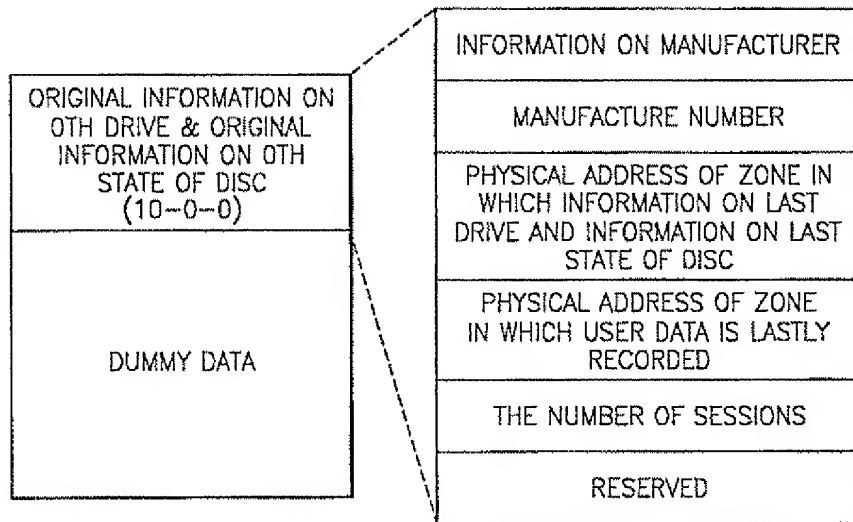 ORIGINAL INFORMATION ON
0TH DRIVE & ORIGINAL
INFORMATION ON 0TH
STATE OF DISC
(10-0-0)
DUMMY DATA
INFORMATION ON MANUFACTURER
MANUFACTURE NUMBER
PHYSICAL ADDRESS OF ZONE IN
WHICH INFORMATION ON LAST
DRIVE AND INFORMATION ON LAST
STATE OF DISC
PHYSICAL ADDRESS OF ZONE
IN WHICH USER DATA IS LASTLY
RECORDED
THE NUMBER OF SESSIONS
RESERVED